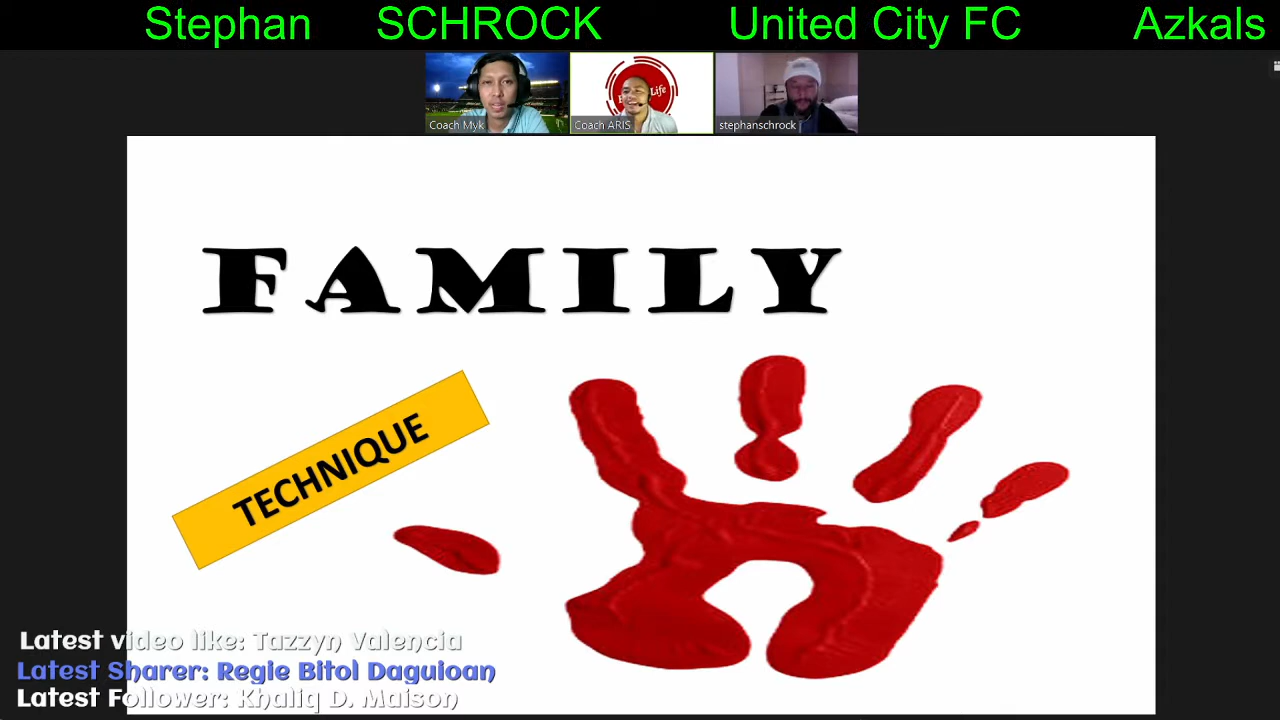 Stephan SCHROCK United City FC Azkals
Coach Myk
Coach ARIS
stephanschrock
FAMILY
TECHNIQUE
Latest video like: Tazzyn Valencia
Latest Sharer: Regie Bitol Daguioan
Latest Follower: Khaliq D. Maison